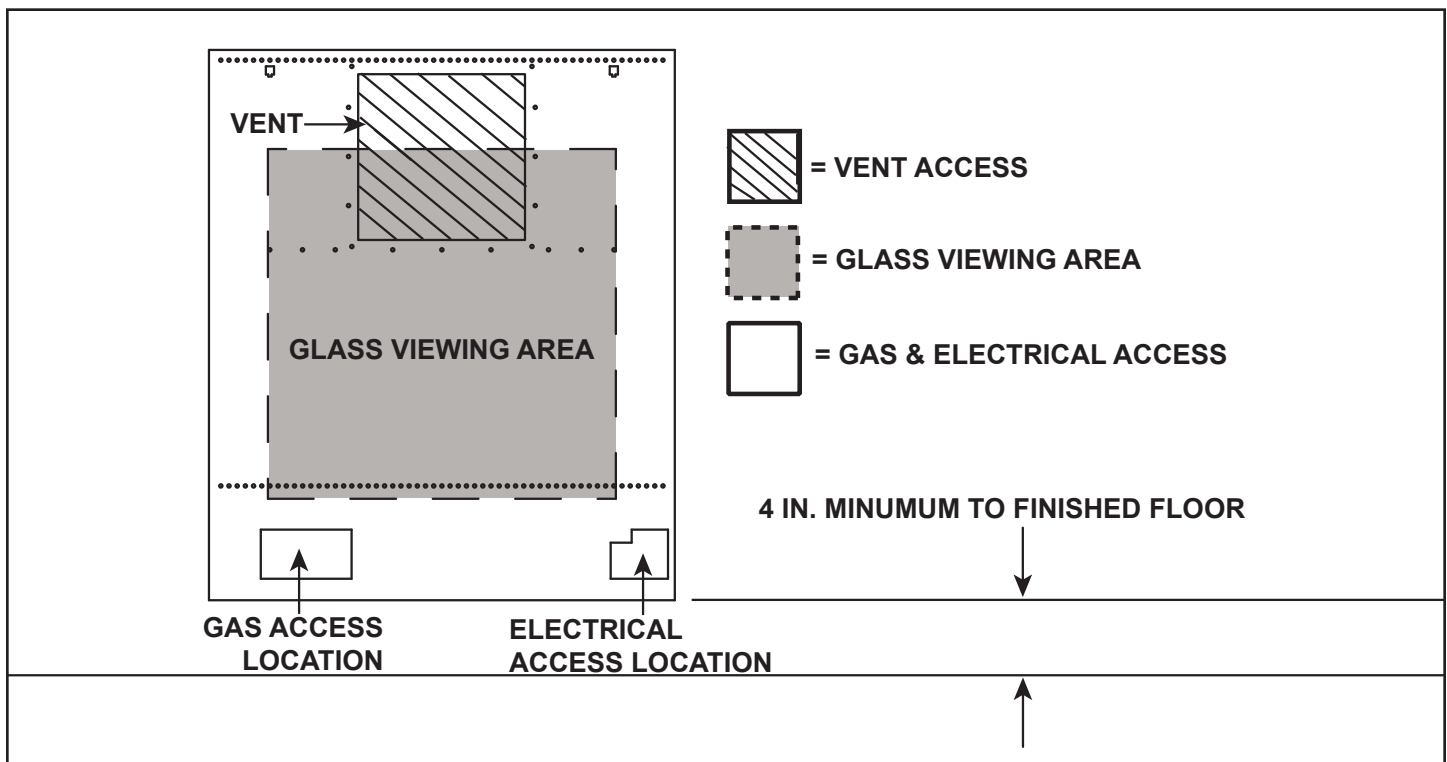 VENT
= VENT ACCESS
= GLASS VIEWING AREA
GLASS VIEWING AREA
= GAS & ELECTRICAL ACCESS
4 IN. MINUMUM TO FINISHED FLOOR
GAS ACCESS
LOCATION
ELECTRICAL
ACCESS LOCATION